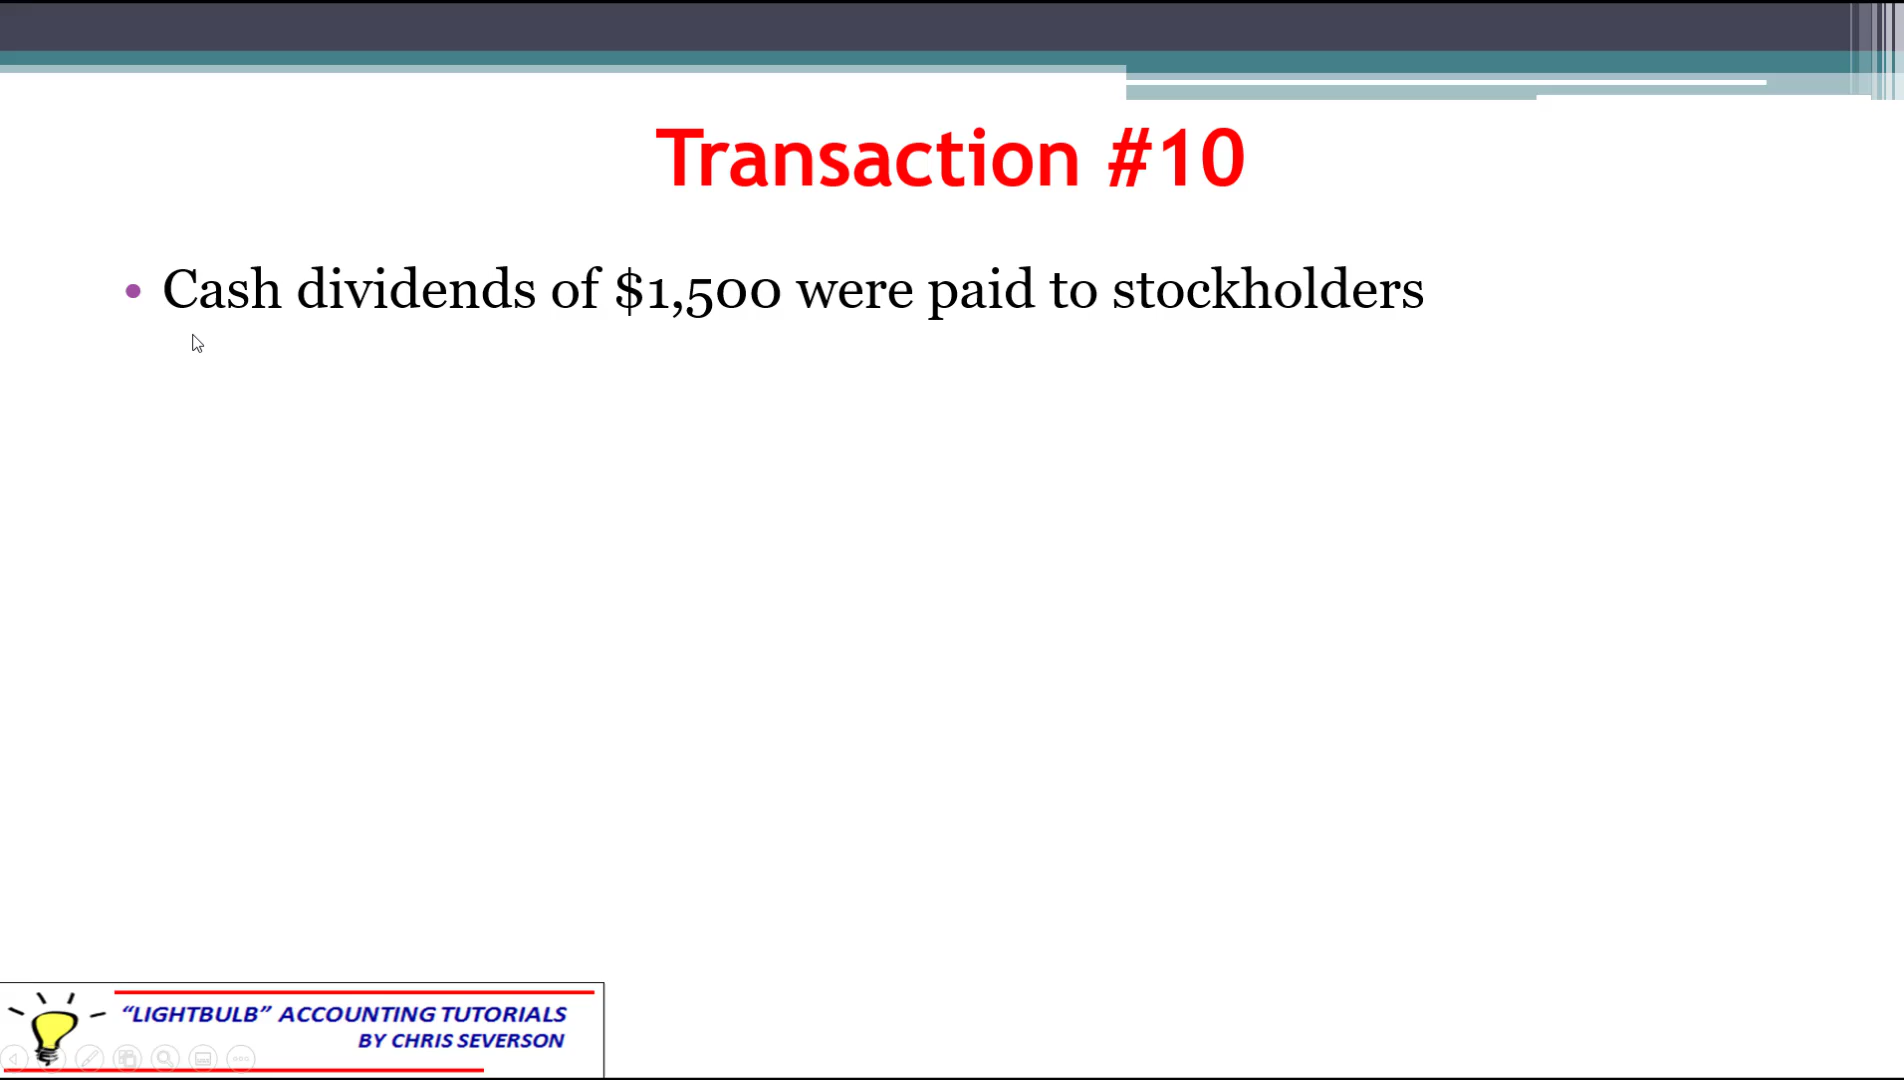 Transaction #10
• Cash dividends of $1,500 were paid to stockholders
“LIGHTBULB” ACCOUNTING TUTORIALS
BY CHRIS SEVERSON